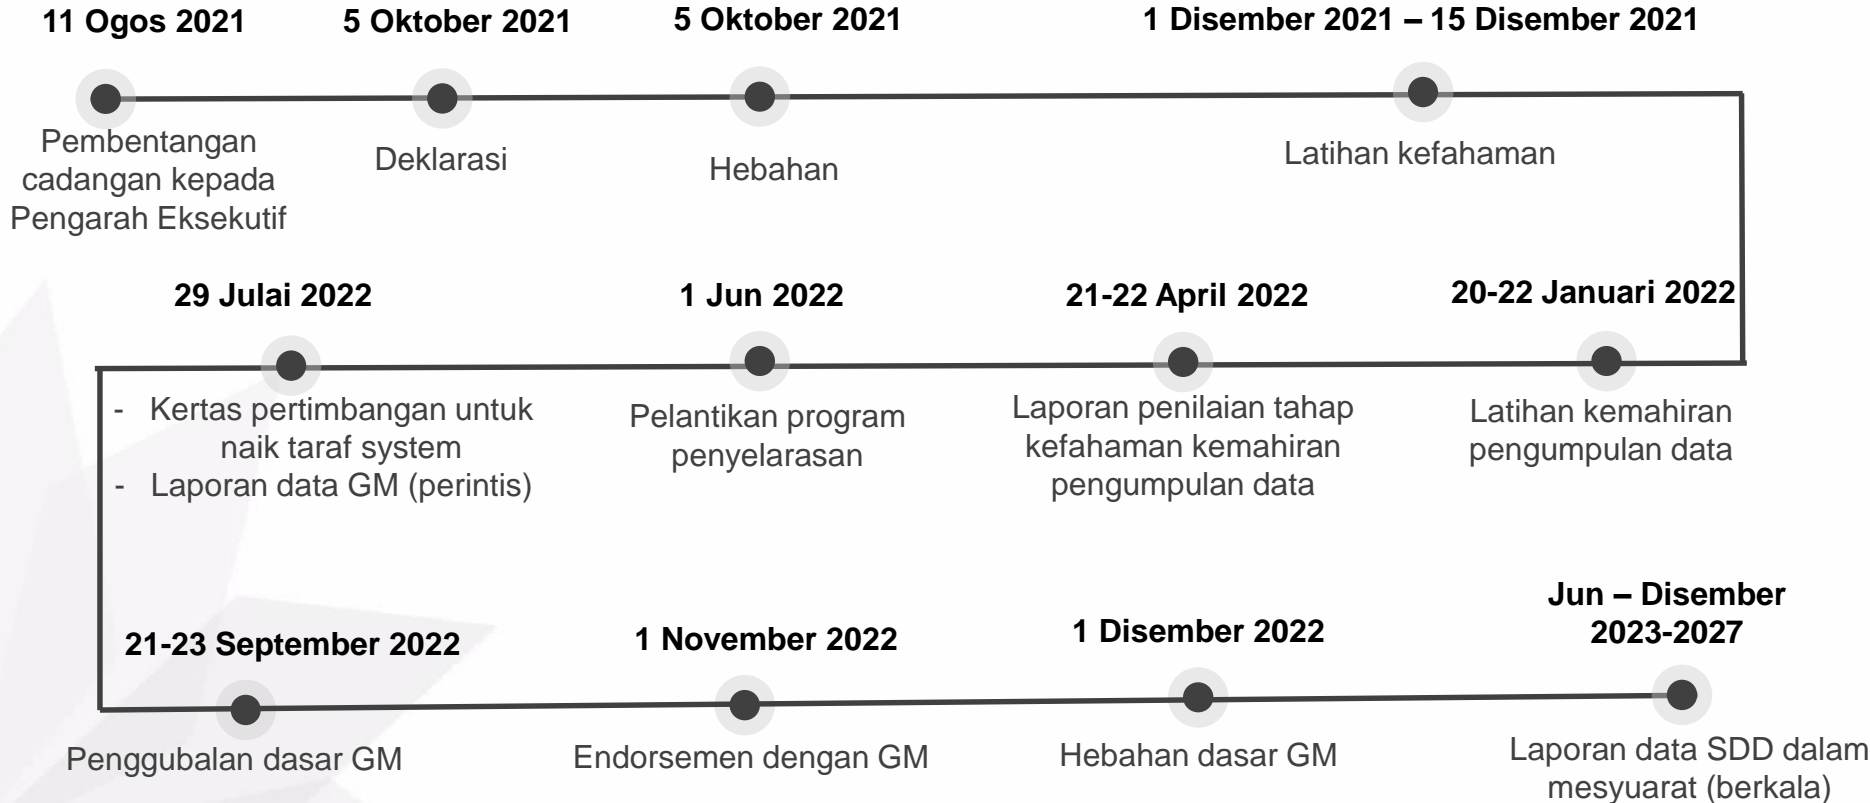 11 Ogos 2021
5 Oktober 2021
5 Oktober 2021
1 Disember 2021 – 15 Disember 2021
Pembentangan
cadangan kepada
Pengarah Eksekutif
Deklarasi
Hebahan
Latihan kefahaman
29 Julai 2022
1 Jun 2022
21-22 April 2022
20-22 Januari 2022
- Kertas pertimbangan untuk
naik taraf system
- Laporan data GM (perintis)
Pelantikan program
penyelarasan
Laporan penilaian tahap
kefahaman kemahiran
pengumpulan data
Latihan kemahiran
pengumpulan data
21-23 September 2022
1 November 2022
1 Disember 2022
Jun – Disember
2023-2027
Penggubalan dasar GM
Endorsemen dengan GM
Hebahan dasar GM
Laporan data SDD dalam
mesyuarat (berkala)